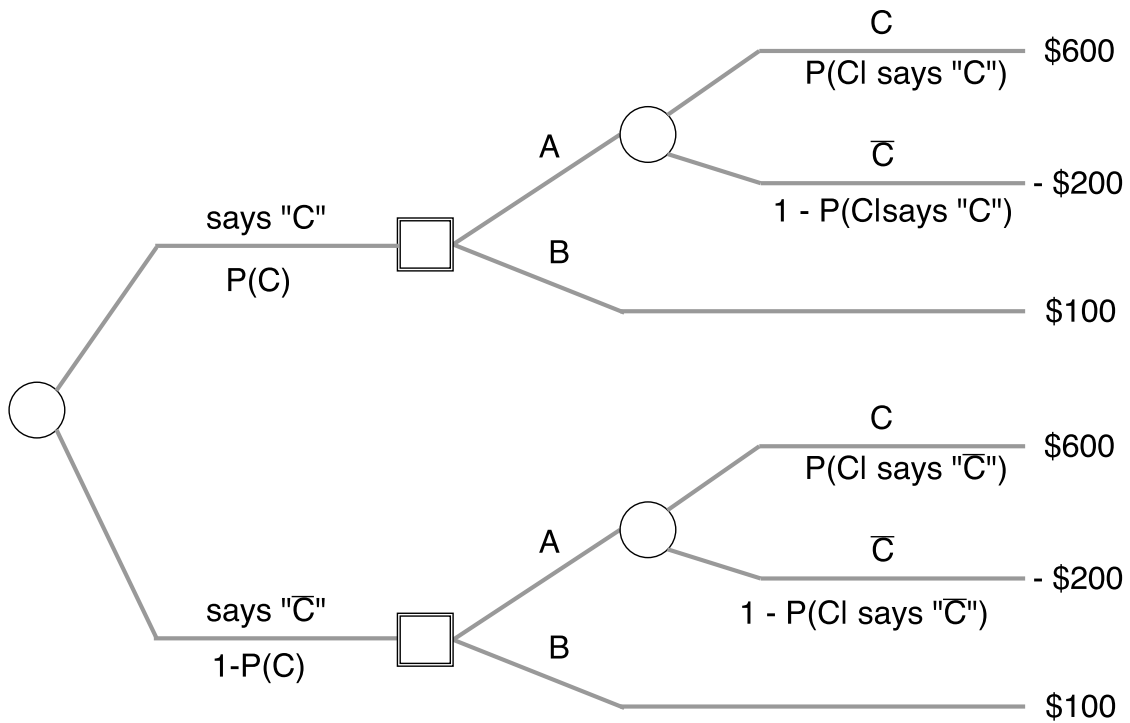 C
$600
P(C| says "C")
A
C̅
- $200
says "C"
1 - P(C|says "C")
B
P(C)
$100
C
$600
P(C| says "C̅")
A
C̅
- $200
says "C̅"
1 - P(C| says "C̅")
B
1-P(C)
$100